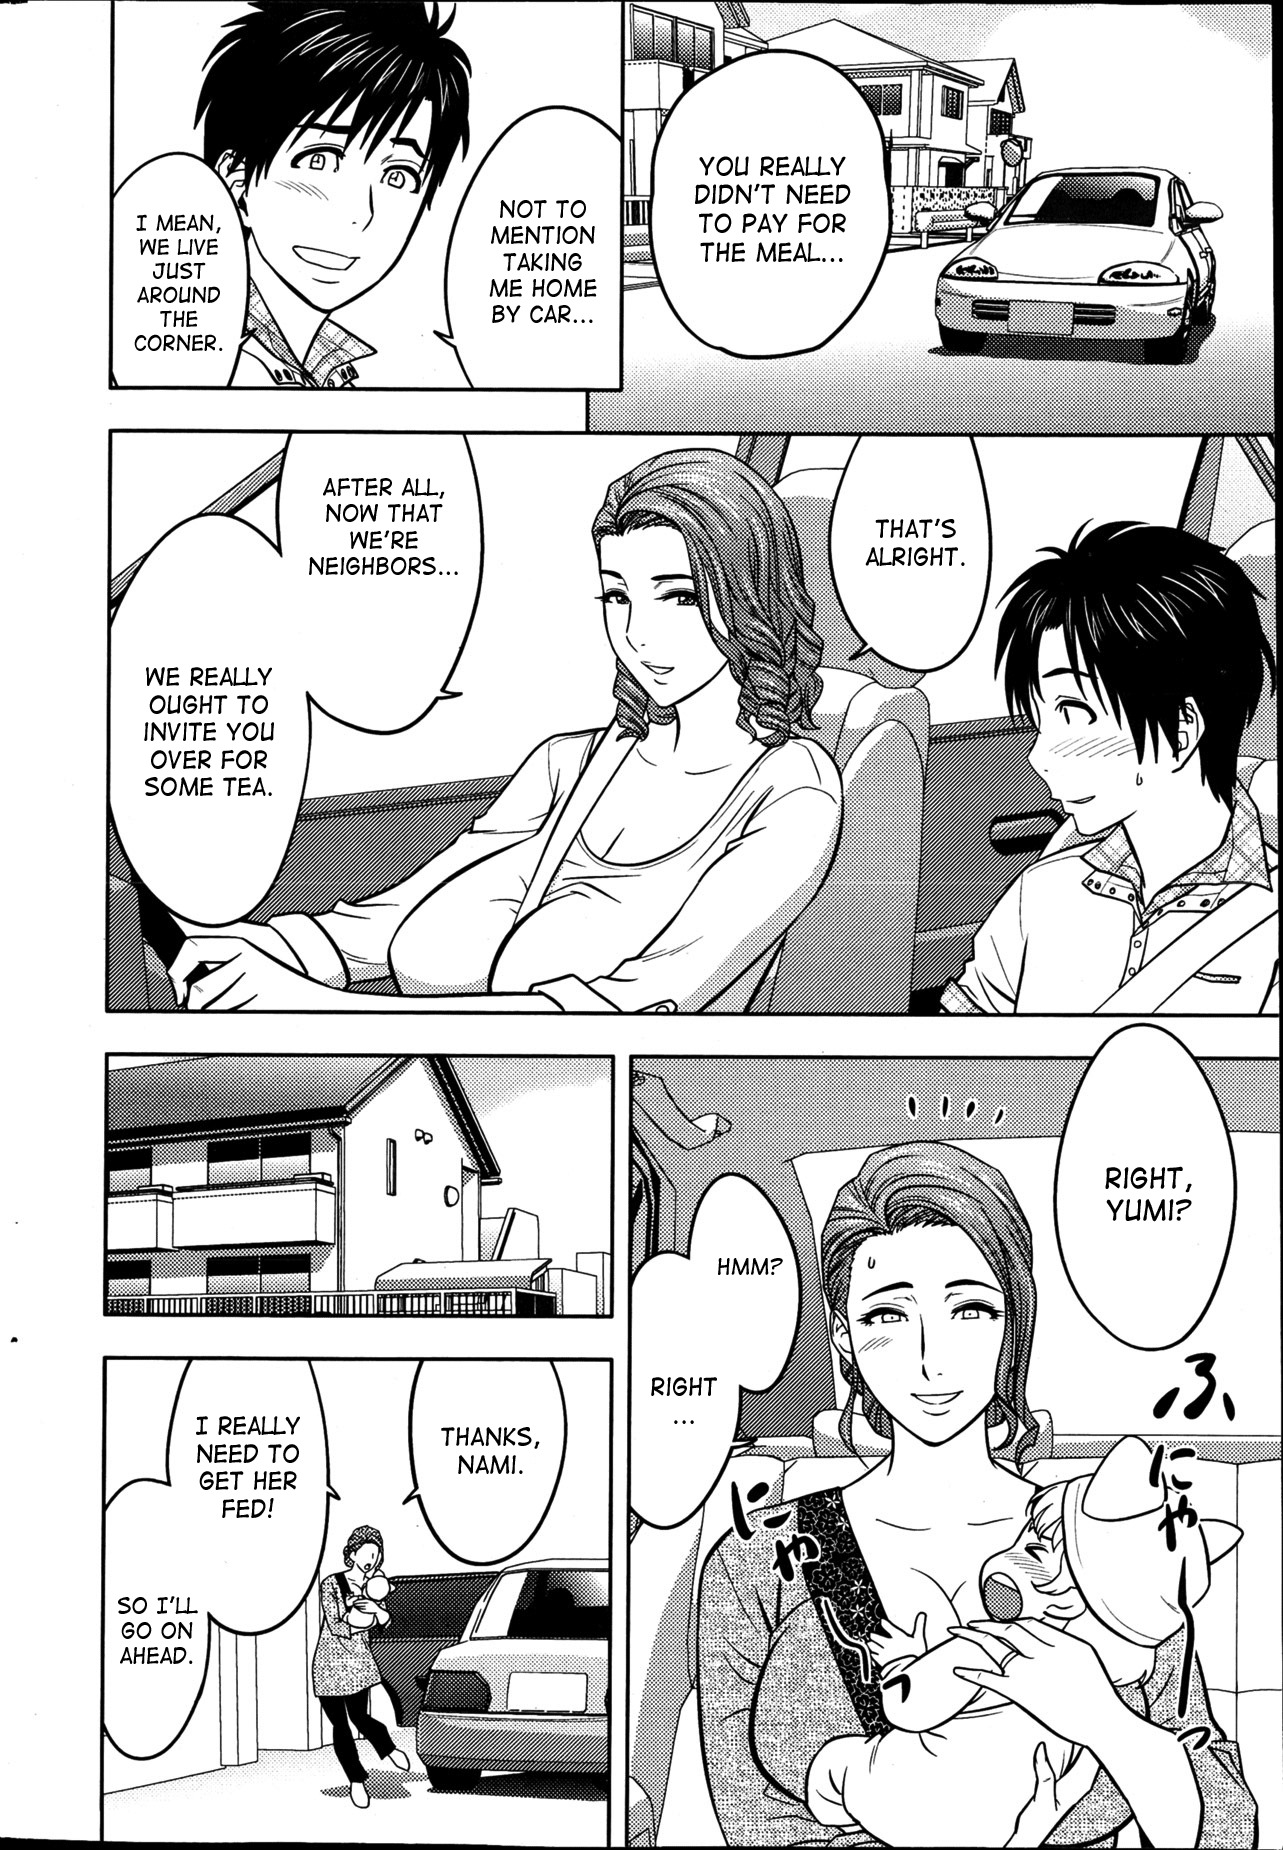 YOU REALLY
DIDN'T NEED
TO PAY FOR
THE MEAL...
NOT TO
MENTION
TAKING
ME HOME
BY CAR...
I MEAN,
WE LIVE
JUST
AROUND
THE
CORNER.
THAT'S
ALRIGHT.
AFTER ALL,
NOW THAT
WE'RE
NEIGHBORS...
WE REALLY
OUGHT TO
INVITE YOU
OVER FOR
SOME TEA.
RIGHT,
YUMI?
HMM?
RIGHT
...
ふ
にゃーっ
にゃーっ
THANKS,
NAMI.
I REALLY
NEED TO
GET HER
FED!
SO I'LL
GO ON
AHEAD.